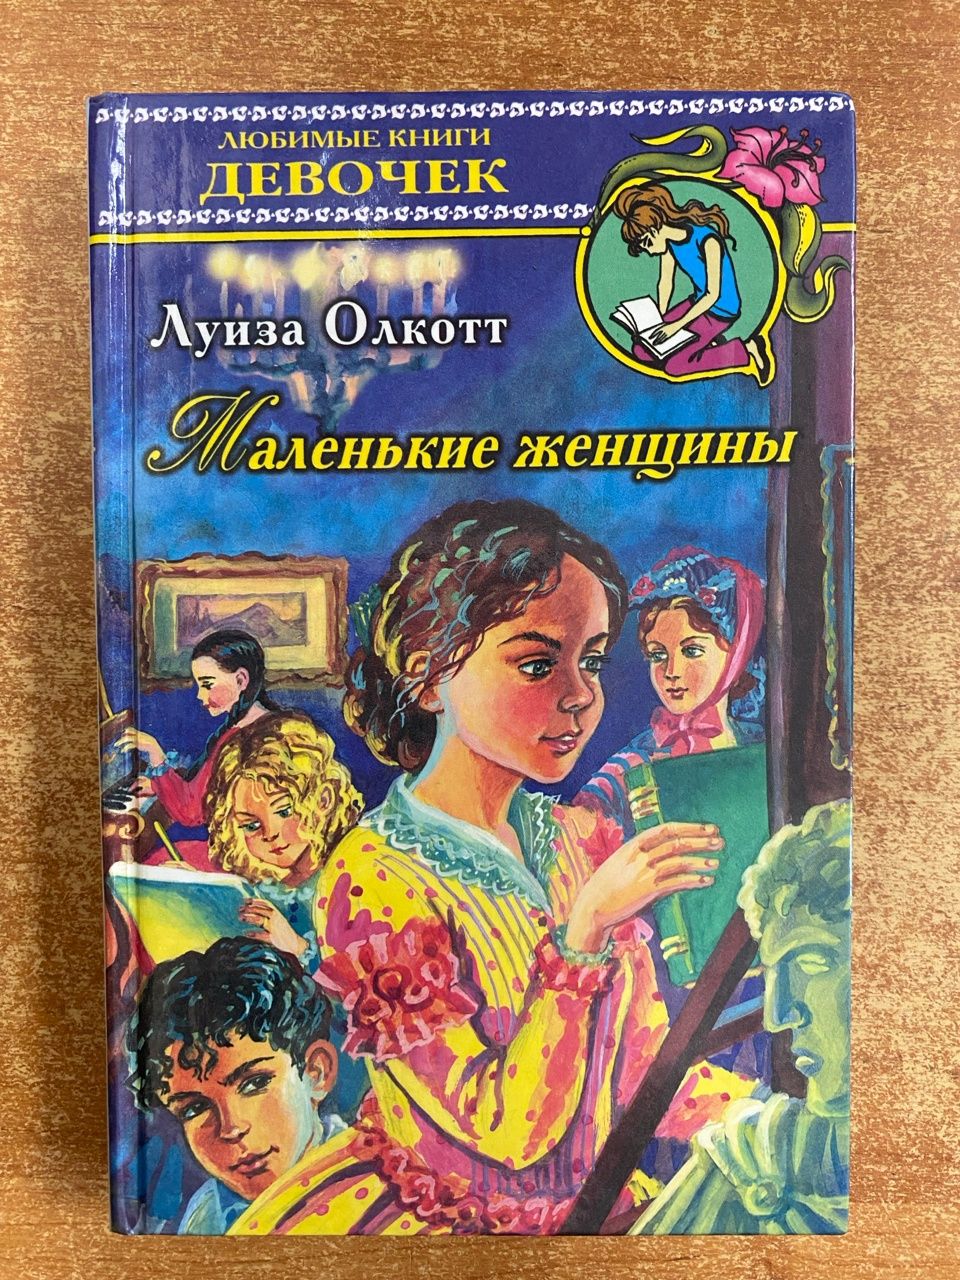 ЛЮБИМЫЕ КНИГИ
ДЕВОЧЕК
Луиза Олкотт
Маленькие женщины